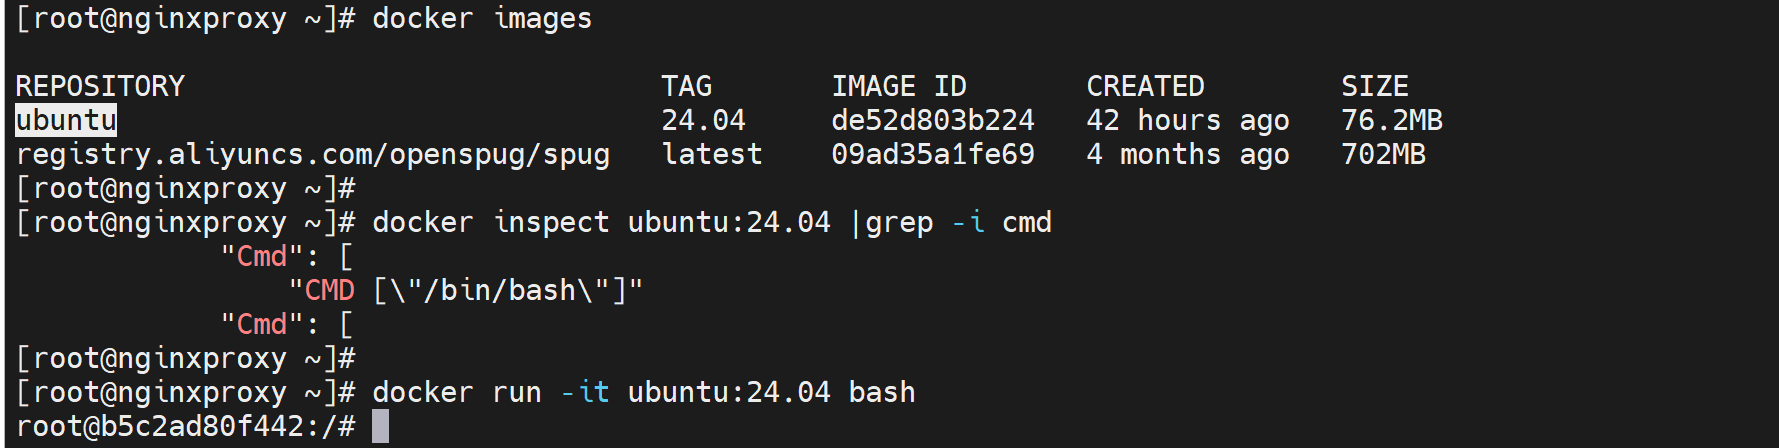 [root@nginxproxy ~]# docker images
REPOSITORY TAG IMAGE ID CREATED SIZE
ubuntu 24.04 de52d803b224 42 hours ago 76.2MB
registry.aliyuncs.com/openspug/spug latest 09ad35a1fe69 4 months ago 702MB
[root@nginxproxy ~]#
[root@nginxproxy ~]# docker inspect ubuntu:24.04 |grep -i cmd
"Cmd": [
"CMD [\"/bin/bash\"]"
"Cmd": [
[root@nginxproxy ~]#
[root@nginxproxy ~]# docker run -it ubuntu:24.04 bash
root@b5c2ad80f442:/#